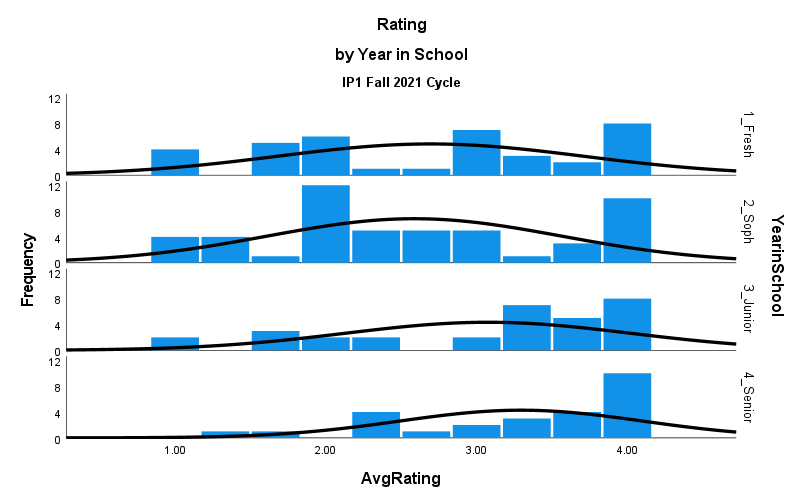 Rating
by Year in School
IP1 Fall 2021 Cycle
12
8
4
0
1_Fresh
12
8
4
0
2_Soph
12
8
4
0
3_Junior
12
8
4
0
4_Senior
Frequency
YearinSchool
1.00 2.00 3.00 4.00
AvgRating